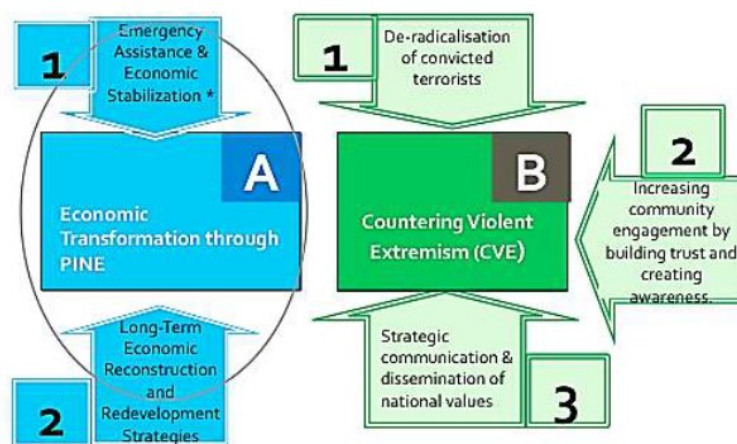 1
Emergency
Assistance &
Economic
Stabilization *
A
Economic
Transformation through
PINE
Long-Term
Economic
Reconstruction
and
Redevelopment
Strategies
2
1
De-radicalisation
of convicted
terrorists
B
Countering Violent
Extremism (CVE)
2
Increasing
community
engagement by
building trust and
creating
awareness.
Strategic
communication &
dissemination of
national values
3